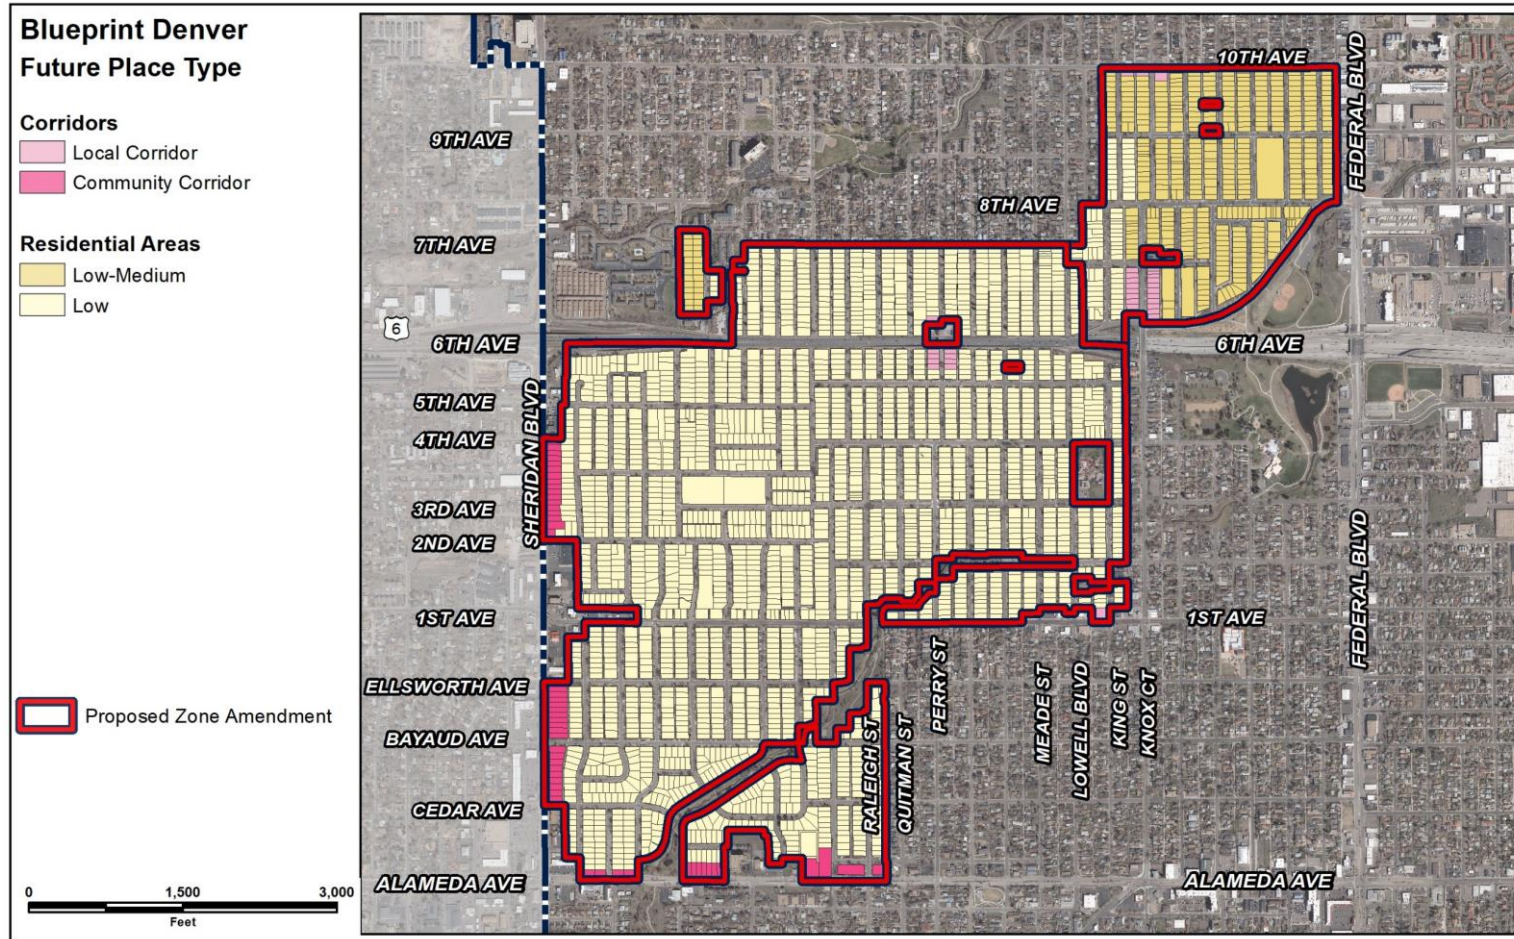 Blueprint Denver
Future Place Type
Corridors
Local Corridor
Community Corridor
Residential Areas
Low-Medium
Low
Proposed Zone Amendment
0 1,500 3,000
Feet
10TH AVE
9TH AVE
8TH AVE
7TH AVE
6
6TH AVE
6TH AVE
5TH AVE
4TH AVE
3RD AVE
2ND AVE
1ST AVE
1ST AVE
ELLSWORTH AVE
BAYAUD AVE
CEDAR AVE
ALAMEDA AVE
ALAMEDA AVE
SHERIDAN BLVD
RALEIGH ST
QUITMAN ST
PERRY ST
MEADE ST
LOWELL BLVD
KING ST
KNOX CT
FEDERAL BLVD
FEDERAL BLVD